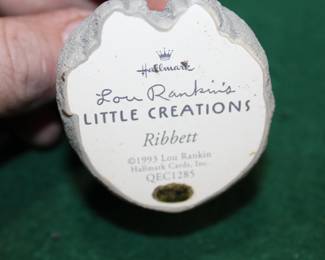 Hallmark
Lou Rankin's
LITTLE CREATIONS
Ribbett
©1993 Lou Rankin
Hallmark Cards, Inc.
QEC1285